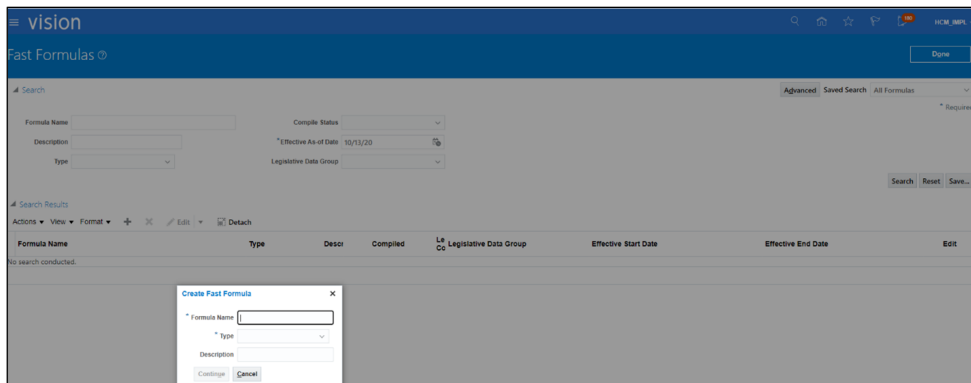 vision
HCM_IMPL
Fast Formulas
Done
Search
Advanced Saved Search All Formulas
* Required
Formula Name
Compile Status
Description
* Effective As-of Date 10/13/20
Type
Legislative Data Group
Search Reset Save...
Search Results
Actions View Format Edit Detach
Formula Name Type Descr Compiled Le Cc Legislative Data Group Effective Start Date Effective End Date Edit
No search conducted.
Create Fast Formula
* Formula Name
* Type
Description
Continue Cancel